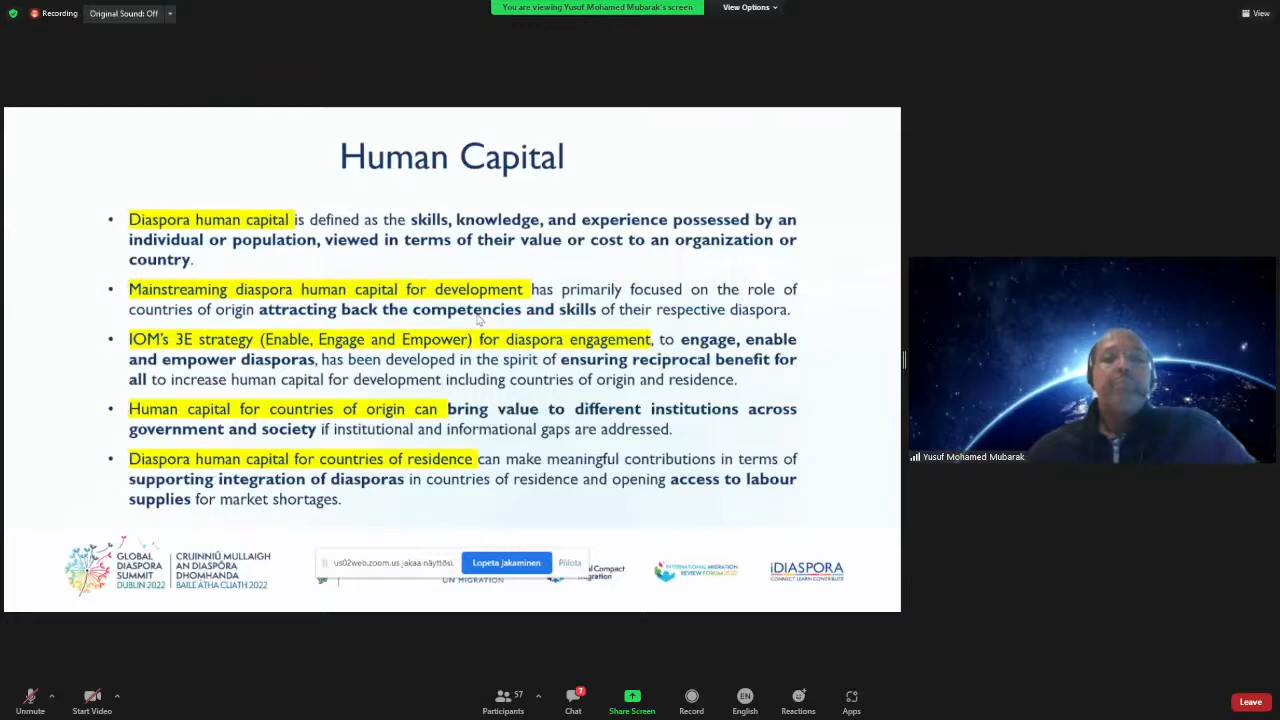 Recording
Original Sound: Off
You are viewing Yusuf Mohamed Mubarak's screen
View Options
View
Human Capital
• Diaspora human capital is defined as the skills, knowledge, and experience possessed by an
individual or population, viewed in terms of their value or cost to an organization or
country.
• Mainstreaming diaspora human capital for development has primarily focused on the role of
countries of origin attracting back the competencies and skills of their respective diaspora.
• IOM's 3E strategy (Enable, Engage and Empower) for diaspora engagement, to engage, enable
and empower diasporas, has been developed in the spirit of ensuring reciprocal benefit for
all to increase human capital for development including countries of origin and residence.
• Human capital for countries of origin can bring value to different institutions across
government and society if institutional and informational gaps are addressed.
• Diaspora human capital for countries of residence can make meaningful contributions in terms of
supporting integration of diasporas in countries of residence and opening access to labour
supplies for market shortages.
Yusuf Mohamed Mubarak
GLOBAL
DIASPORA
SUMMIT
DUBLIN 2022
CRUINNIÚ MULLAIGH
AN DIASPÓRA
DHOMHANDA
BAILE ÁTHA CLIATH 2022
us02web.zoom.us jakaa näyttösi.
Lopeta jakaminen
Piilota
UN MIGRATION
Compact
Migration
INTERNATIONAL MIGRATION
REVIEW FORUM 2022
iDIASPORA
CONNECT LEARN CONTRIBUTE
Unmute
Start Video
57
Participants
7
Chat
Share Screen
Record
EN
English
Reactions
Apps
Leave